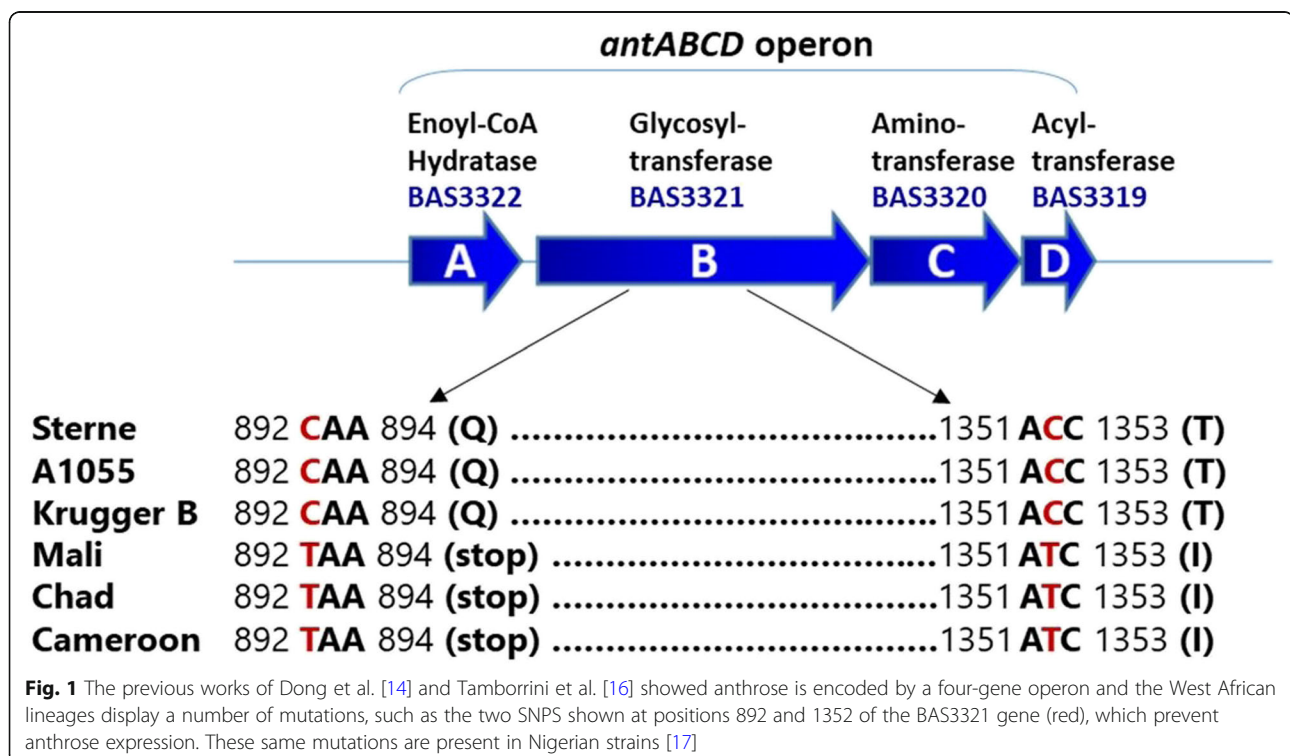 antABCD operon
Enoyl-CoA Hydratase BAS3322
Glycosyl-transferase BAS3321
Amino-transferase BAS3320
Acyl-transferase BAS3319
A B C D
Sterne 892 CAA 894 (Q) ................................................1351 ACC 1353 (T)
A1055 892 CAA 894 (Q) ................................................1351 ACC 1353 (T)
Krugger B 892 CAA 894 (Q) ................................................1351 ACC 1353 (T)
Mali 892 TAA 894 (stop) ............................................1351 ATC 1353 (I)
Chad 892 TAA 894 (stop) ............................................1351 ATC 1353 (I)
Cameroon 892 TAA 894 (stop) ............................................1351 ATC 1353 (I)
Fig. 1 The previous works of Dong et al. [14] and Tamborrini et al. [16] showed anthrose is encoded by a four-gene operon and the West African
lineages display a number of mutations, such as the two SNPS shown at positions 892 and 1352 of the BAS3321 gene (red), which prevent
anthrose expression. These same mutations are present in Nigerian strains [17]